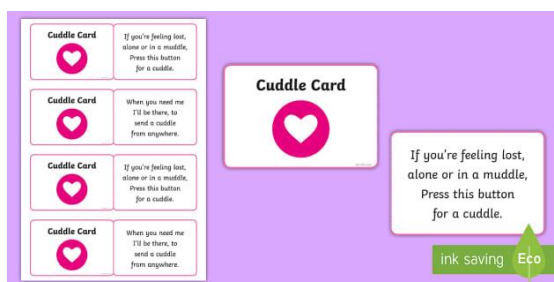 Cuddle Card
If you're feeling lost,
alone or in a muddle,
Press this button
for a cuddle.
Cuddle Card
When you need me
I'll be there, to
send a cuddle
from anywhere.
Cuddle Card
If you're feeling lost,
alone or in a muddle,
Press this button
for a cuddle.
Cuddle Card
When you need me
I'll be there, to
send a cuddle
from anywhere.
Cuddle Card
If you're feeling lost,
alone or in a muddle,
Press this button
for a cuddle.
ink saving Eco